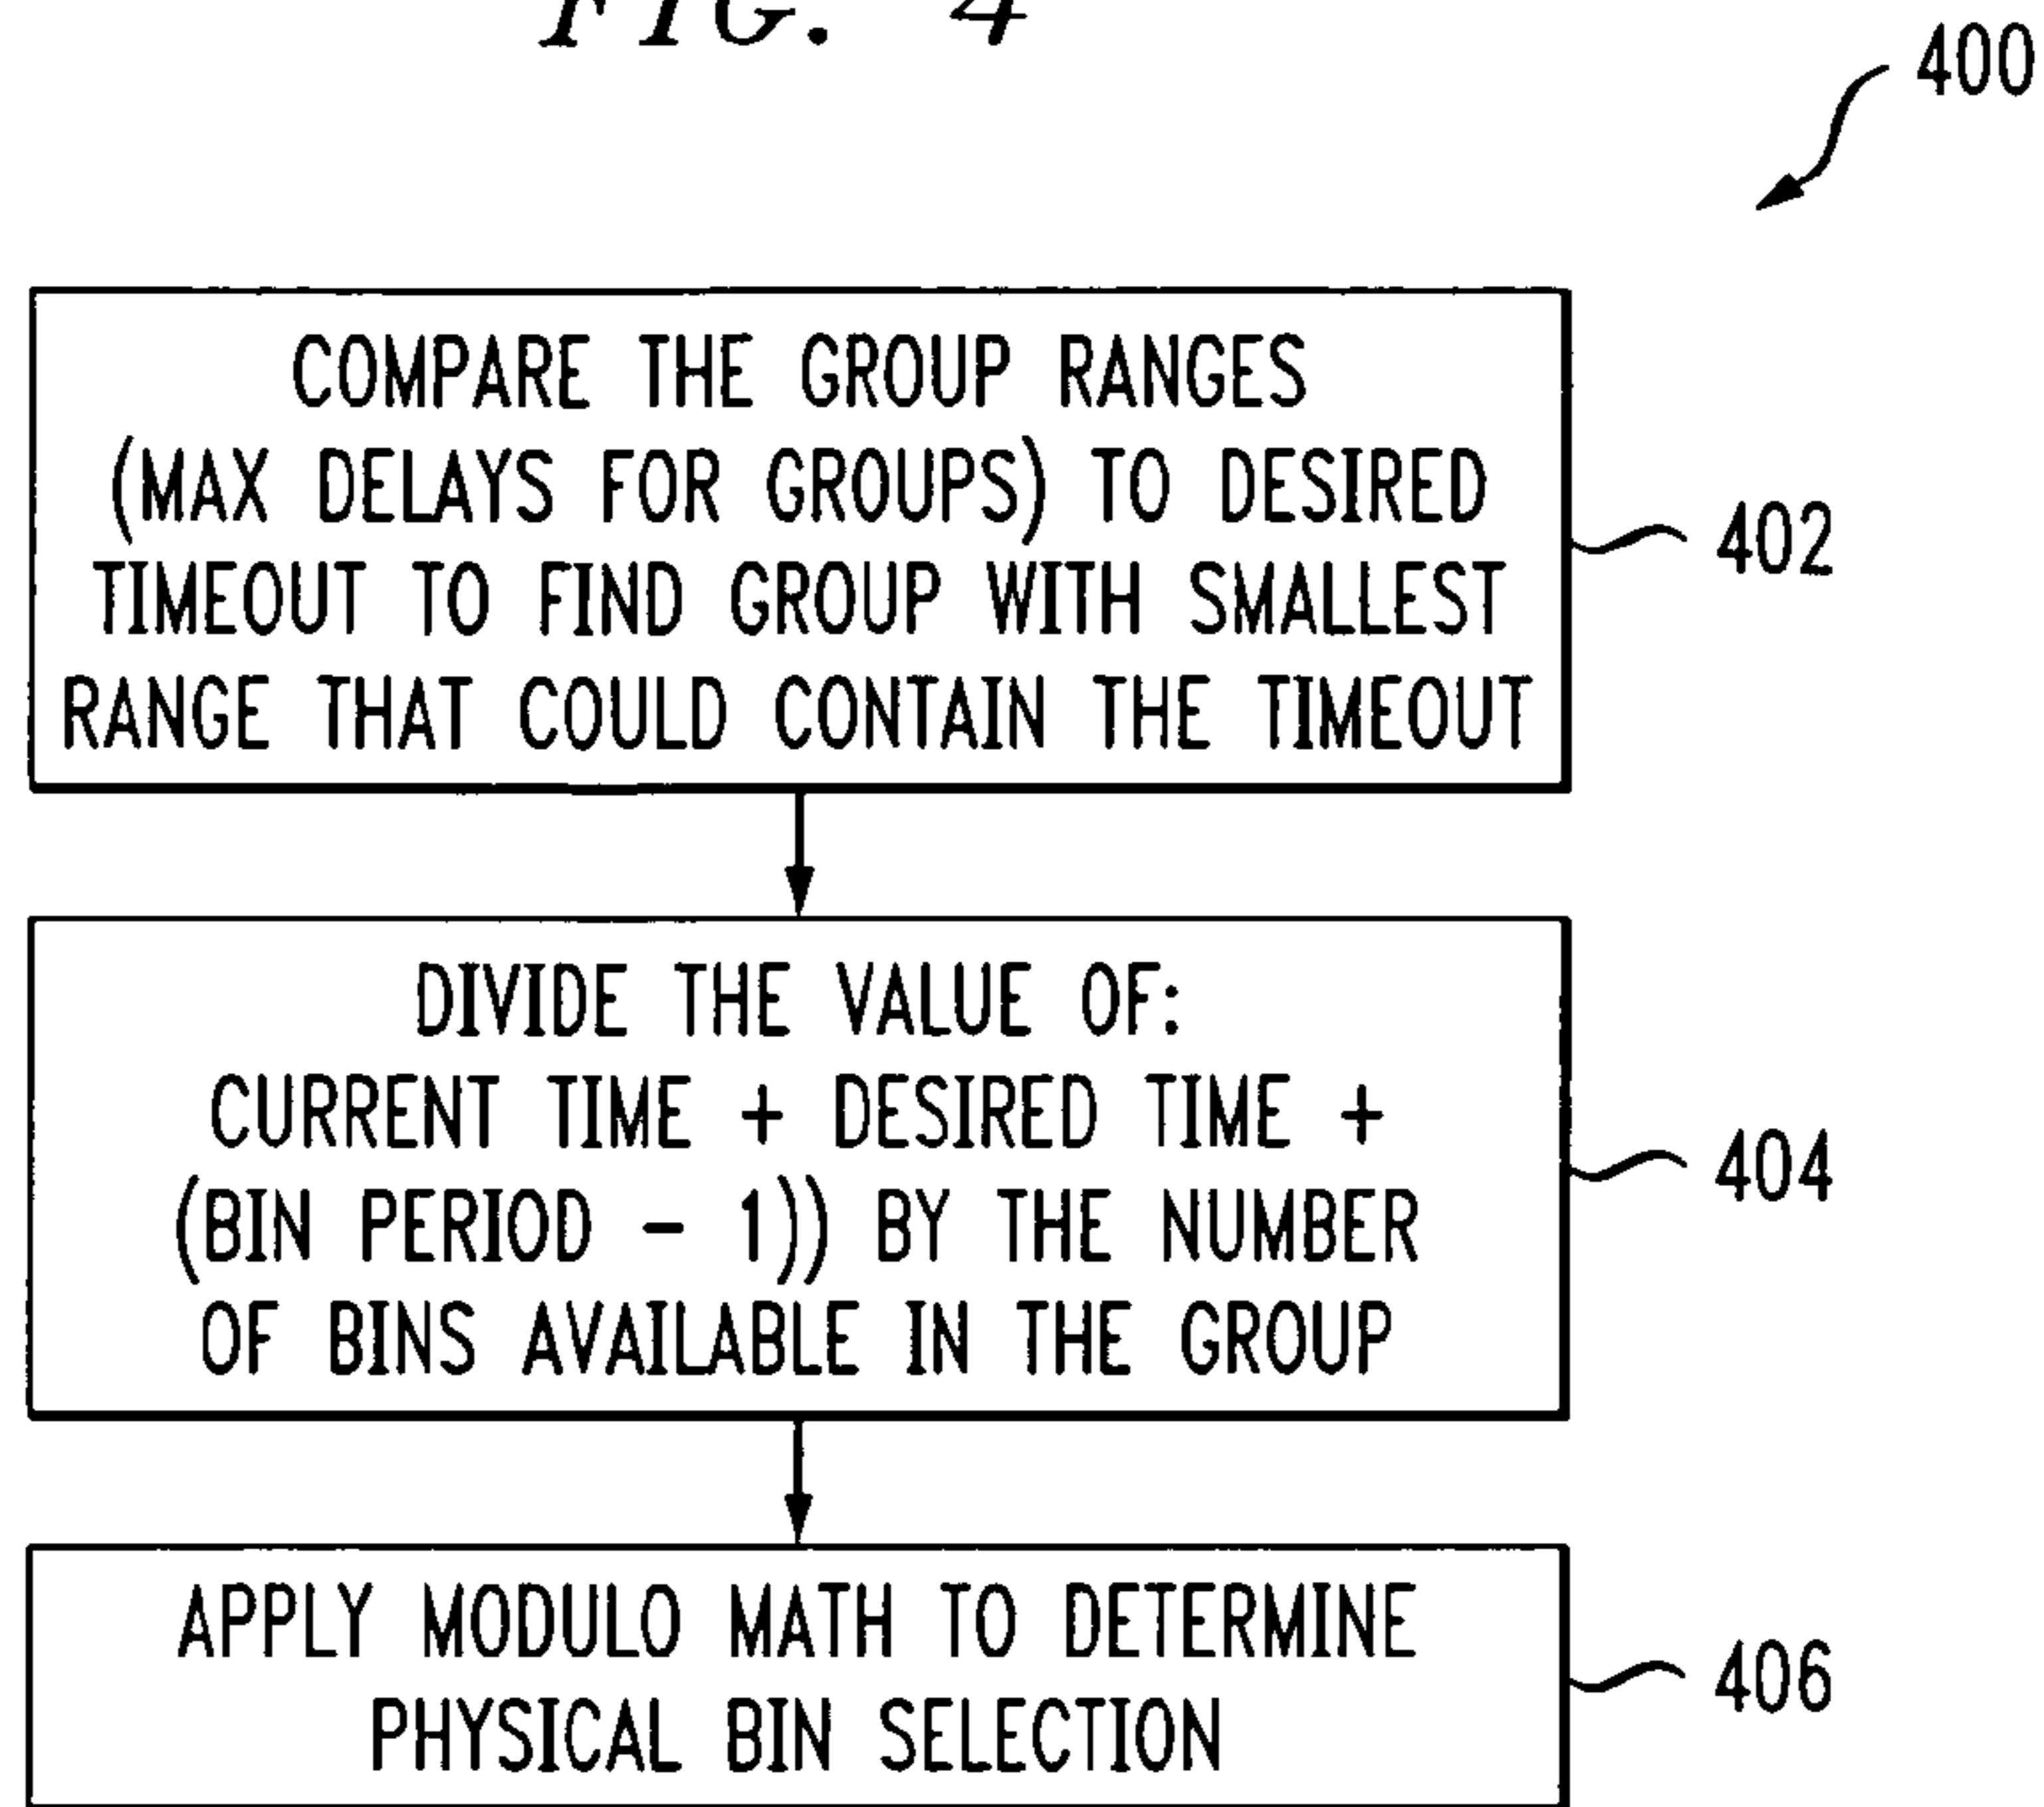 FIG. 4
400
COMPARE THE GROUP RANGES
(MAX DELAYS FOR GROUPS) TO DESIRED
TIMEOUT TO FIND GROUP WITH SMALLEST
RANGE THAT COULD CONTAIN THE TIMEOUT
402
DIVIDE THE VALUE OF:
CURRENT TIME + DESIRED TIME +
(BIN PERIOD - 1)) BY THE NUMBER
OF BINS AVAILABLE IN THE GROUP
404
APPLY MODULO MATH TO DETERMINE
PHYSICAL BIN SELECTION
406